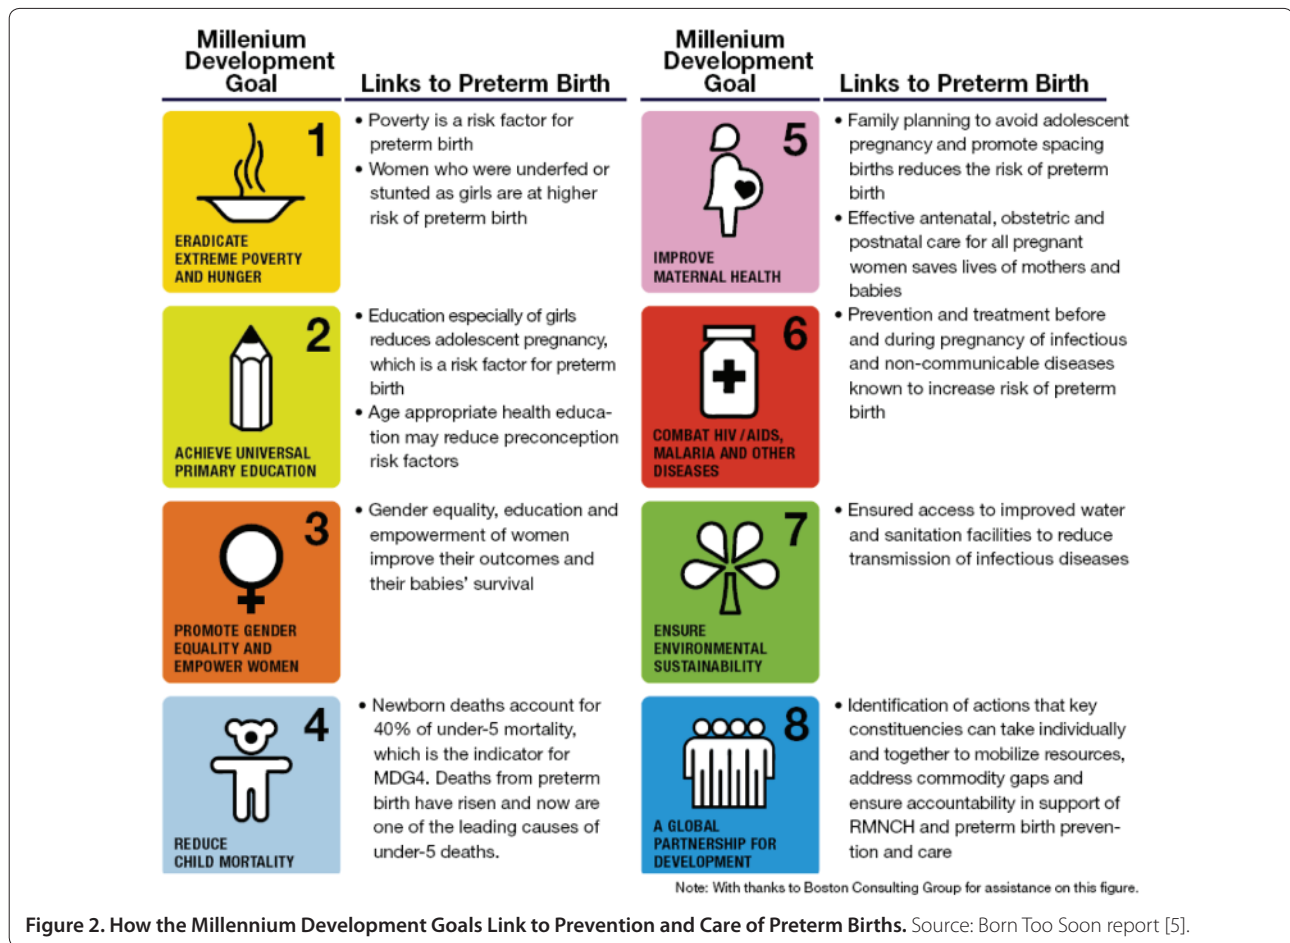 Millenium
Development
Goal
Links to Preterm Birth
1
ERADICATE
EXTREME POVERTY
AND HUNGER
• Poverty is a risk factor for
preterm birth
• Women who were underfed or
stunted as girls are at higher
risk of preterm birth
2
ACHIEVE UNIVERSAL
PRIMARY EDUCATION
• Education especially of girls
reduces adolescent pregnancy,
which is a risk factor for preterm
birth
• Age appropriate health educa-
tion may reduce preconception
risk factors
3
PROMOTE GENDER
EQUALITY AND
EMPOWER WOMEN
• Gender equality, education and
empowerment of women
improve their outcomes and
their babies’ survival
4
REDUCE
CHILD MORTALITY
• Newborn deaths account for
40% of under-5 mortality,
which is the indicator for
MDG4. Deaths from preterm
birth have risen and now are
one of the leading causes of
under-5 deaths.
Millenium
Development
Goal
Links to Preterm Birth
5
IMPROVE
MATERNAL HEALTH
• Family planning to avoid adolescent
pregnancy and promote spacing
births reduces the risk of preterm
birth
• Effective antenatal, obstetric and
postnatal care for all pregnant
women saves lives of mothers and
babies
6
COMBAT HIV/AIDS,
MALARIA AND OTHER
DISEASES
• Prevention and treatment before
and during pregnancy of infectious
and non-communicable diseases
known to increase risk of preterm
birth
7
ENSURE
ENVIRONMENTAL
SUSTAINABILITY
• Ensured access to improved water
and sanitation facilities to reduce
transmission of infectious diseases
8
A GLOBAL
PARTNERSHIP FOR
DEVELOPMENT
• Identification of actions that key
constituencies can take individually
and together to mobilize resources,
address commodity gaps and
ensure accountability in support of
RMNCH and preterm birth preven-
tion and care
Note: With thanks to Boston Consulting Group for assistance on this figure.
Figure 2. How the Millennium Development Goals Link to Prevention and Care of Preterm Births. Source: Born Too Soon report [5].